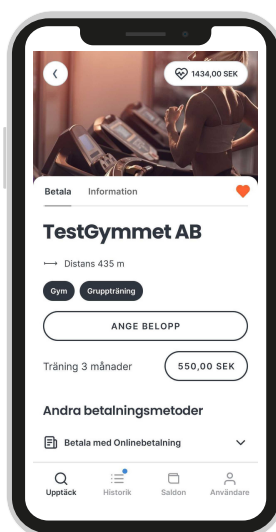 1434,00 SEK
Betala Information
TestGymmet AB
Distans 435 m
Gym Gruppträning
ANGE BELOPP
Träning 3 månader 550,00 SEK
Andra betalningsmetoder
Betala med Onlinebetalning
Upptäck Historik Saldon Användare